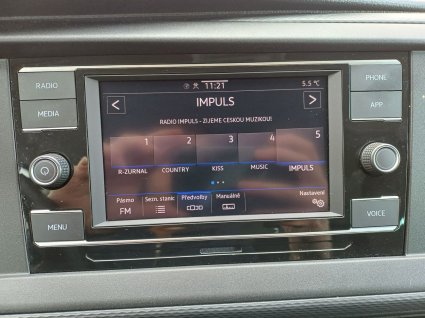 RADIO
MEDIA
MENU
PHONE
APP
VOICE
11:21
5.5 °C
IMPULS
RADIO IMPULS - ZIJEME CESKOU MUZIKOU!
1 2 3 4 5
R-ZURNAL COUNTRY KISS MUSIC IMPULS
Pásmo Sezn. stanic Předvolby Manuálně Nastavení
FM